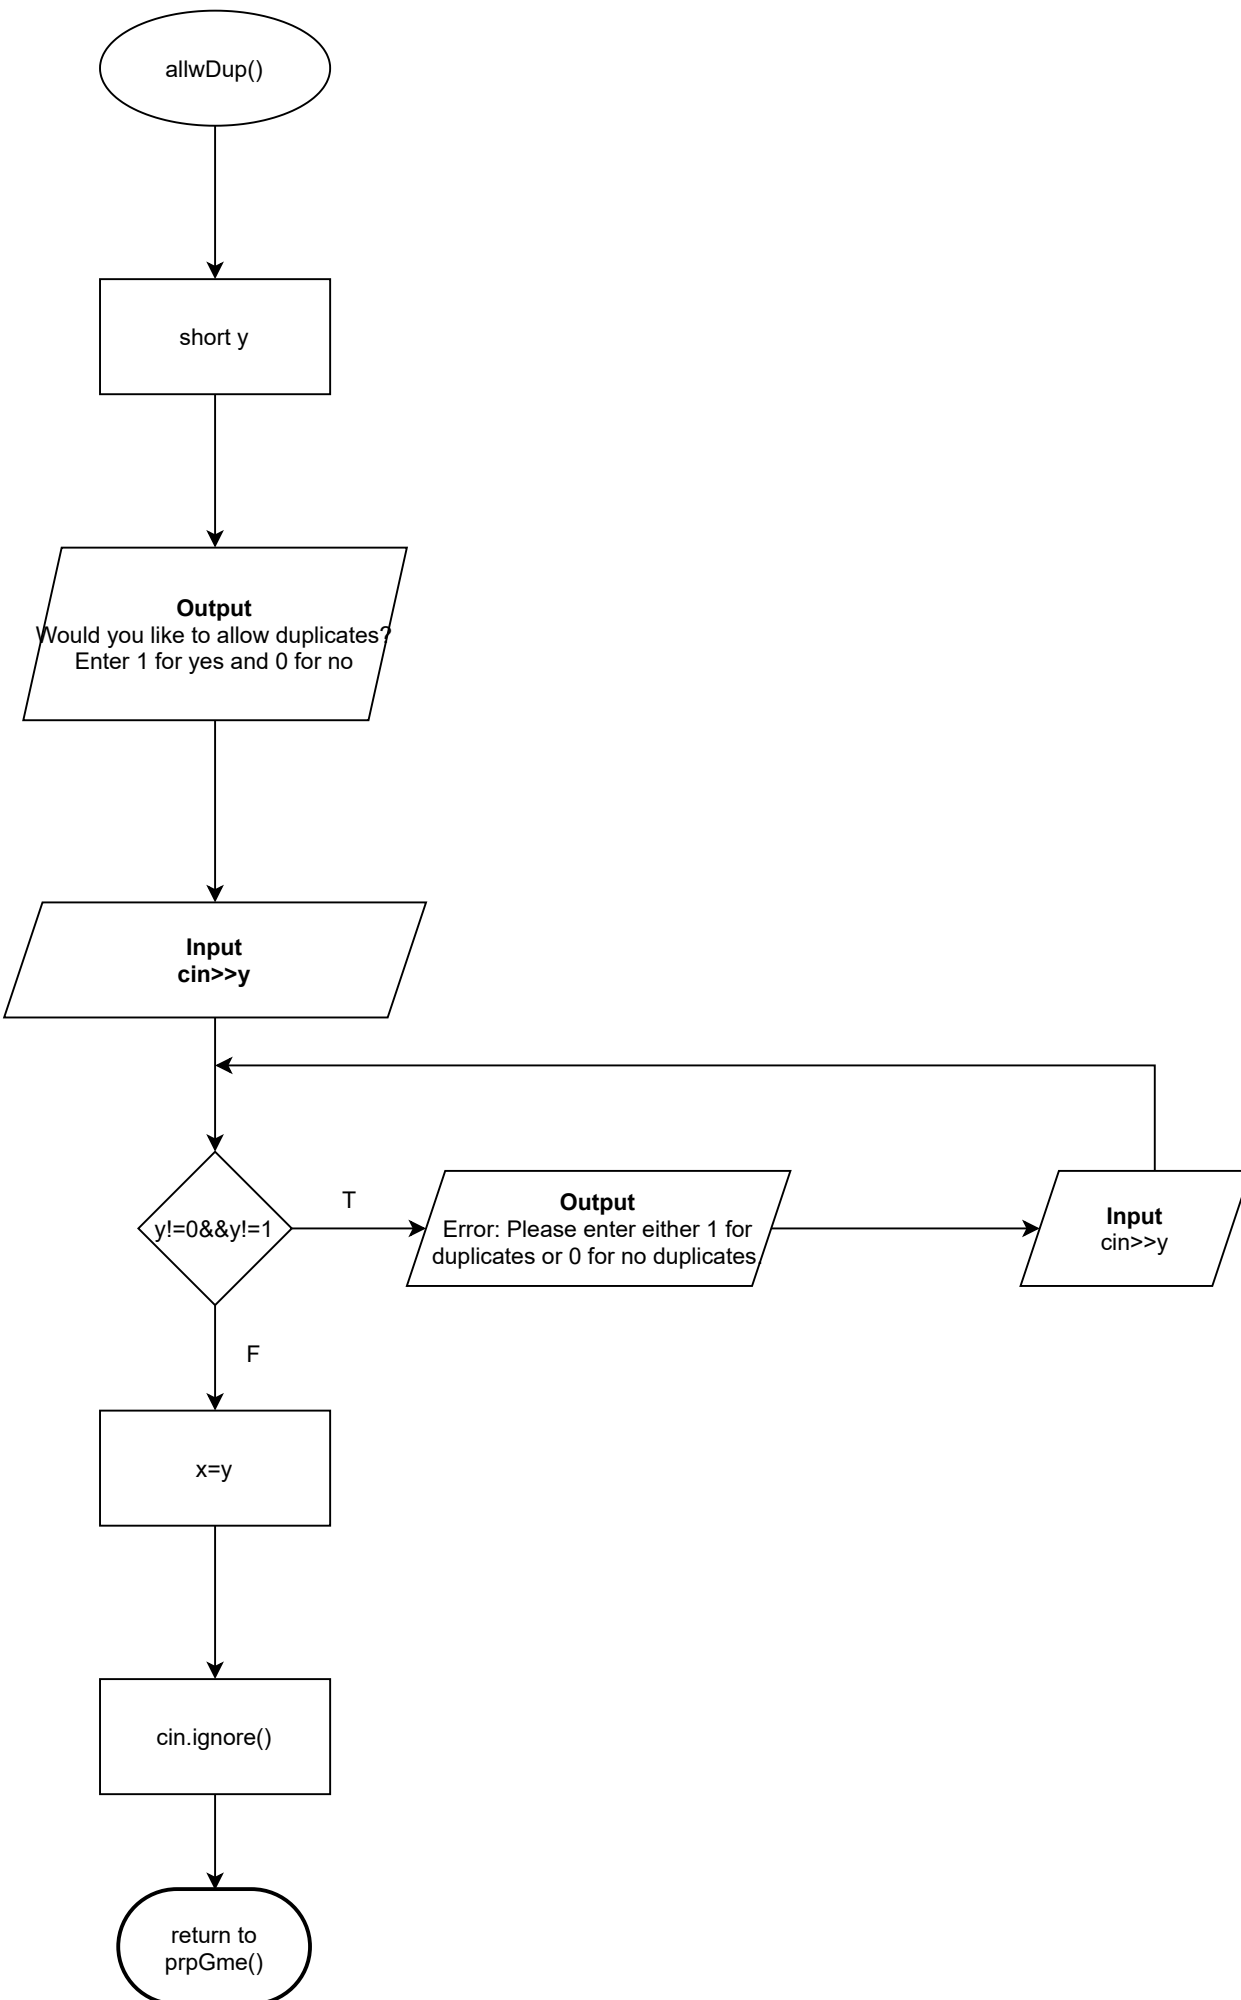 allwDup()
short y
Output
Would you like to allow duplicates?
Enter 1 for yes and 0 for no
Input
cin>>y
y!=0&&y!=1
T
Output
Error: Please enter either 1 for
duplicates or 0 for no duplicates.
Input
cin>>y
F
x=y
cin.ignore()
return to
prpGme()